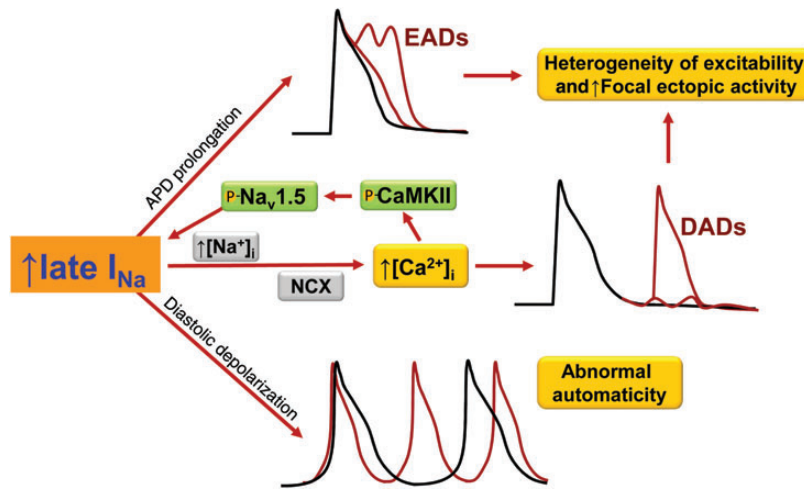 EADs
Heterogeneity of excitability
and ↑Focal ectopic activity
APD prolongation
P-Naᵥ1.5
P-CaMKII
DADs
↑[Na⁺]ᵢ
↑late I_Na
↑[Ca²⁺]ᵢ
NCX
Diastolic depolarization
Abnormal
automaticity